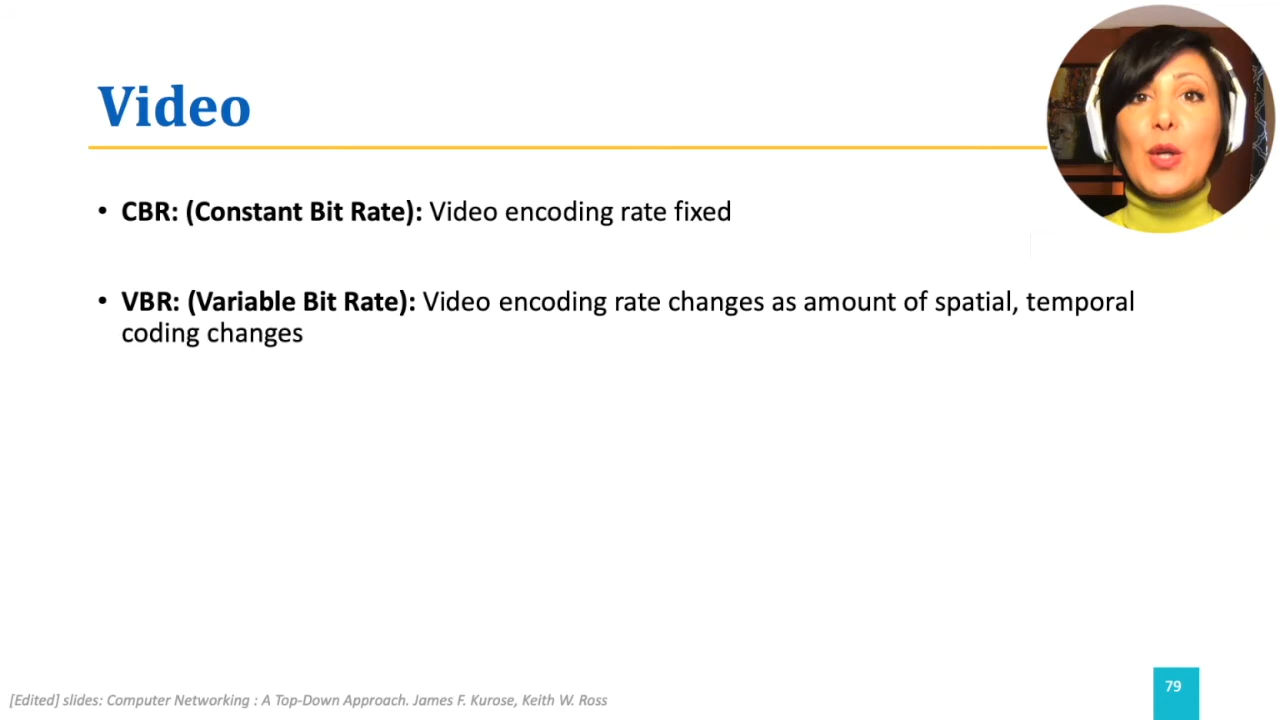 Video
• CBR: (Constant Bit Rate): Video encoding rate fixed
• VBR: (Variable Bit Rate): Video encoding rate changes as amount of spatial, temporal
coding changes
[Edited] slides: Computer Networking : A Top-Down Approach. James F. Kurose, Keith W. Ross
79